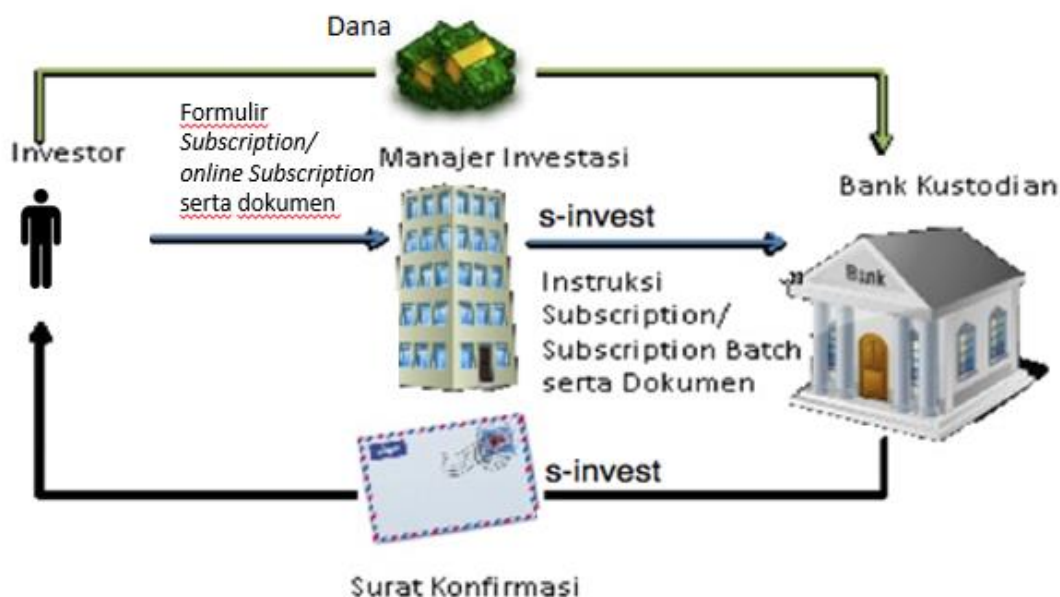 Dana
Formulir
Subscription/
online Subscription
serta dokumen
Investor
Manajer Investasi
Bank Kustodian
s-invest
Bank
Instruksi
Subscription/
Subscription Batch
serta Dokumen
s-invest
Surat Konfirmasi